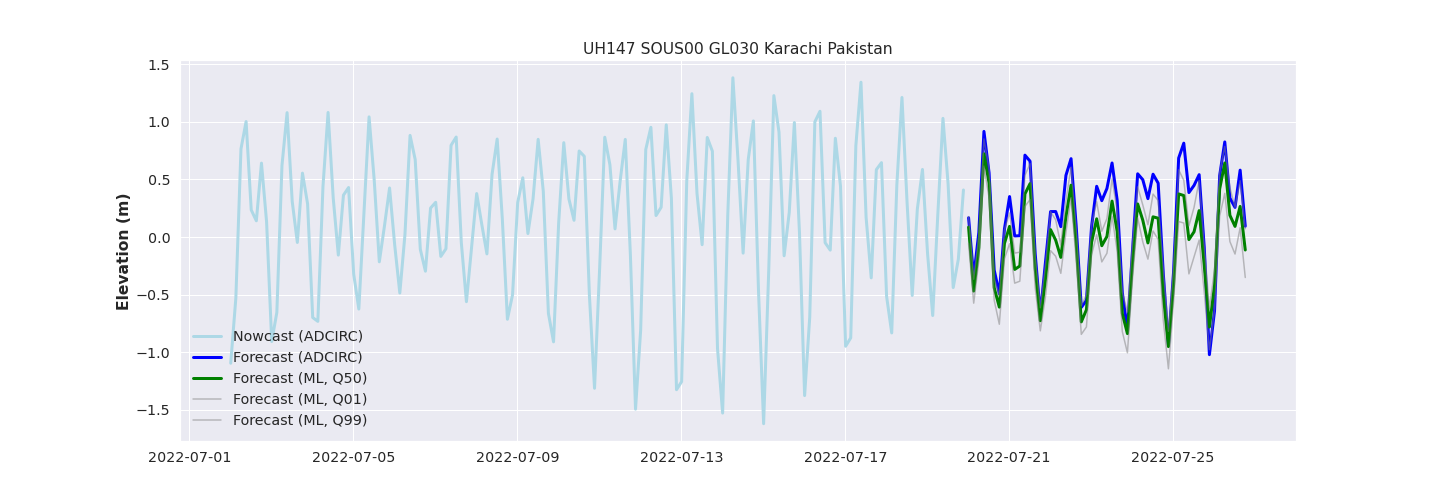 UH147 SOUS00 GL030 Karachi Pakistan
Elevation (m)
1.5
1.0
0.5
0.0
−0.5
−1.0
−1.5
Nowcast (ADCIRC)
Forecast (ADCIRC)
Forecast (ML, Q50)
Forecast (ML, Q01)
Forecast (ML, Q99)
2022-07-01 2022-07-05 2022-07-09 2022-07-13 2022-07-17 2022-07-21 2022-07-25